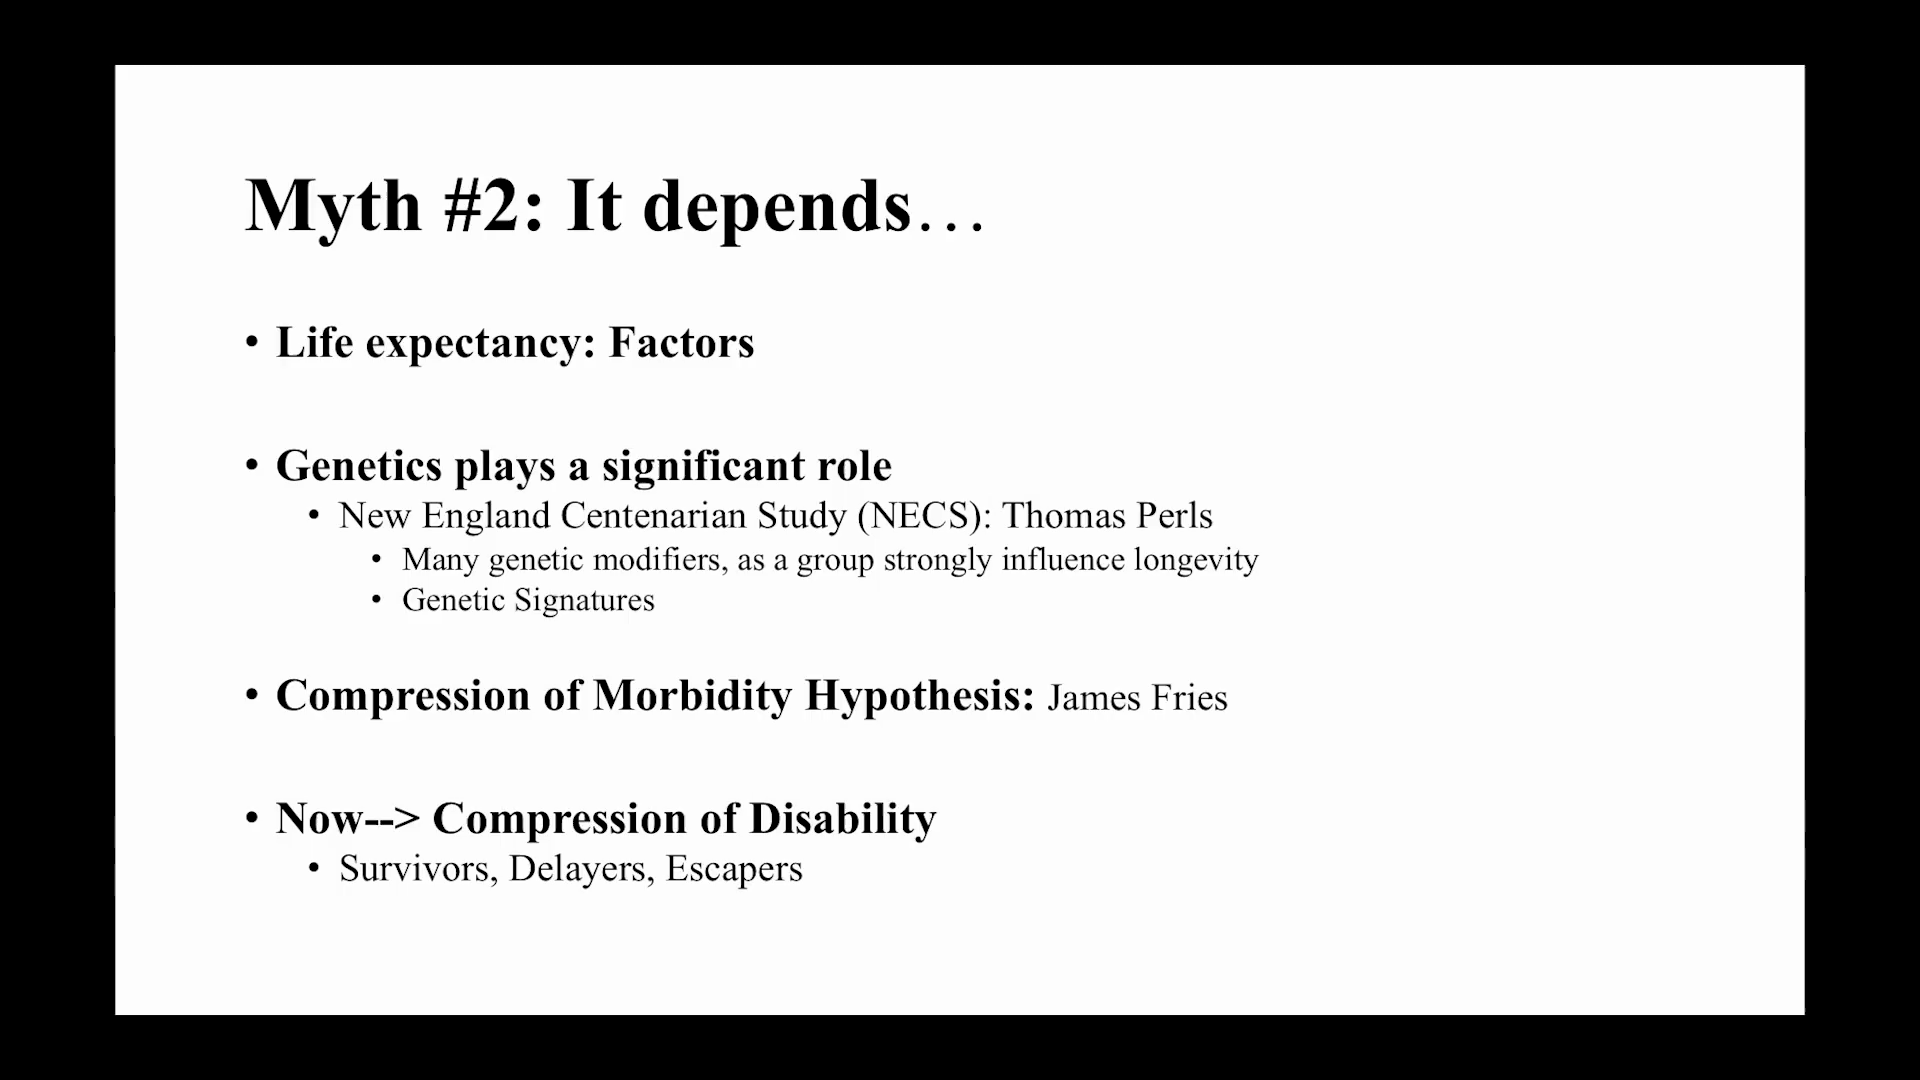 Myth #2: It depends…
• Life expectancy: Factors
• Genetics plays a significant role
• New England Centenarian Study (NECS): Thomas Perls
• Many genetic modifiers, as a group strongly influence longevity
• Genetic Signatures
• Compression of Morbidity Hypothesis: James Fries
• Now--> Compression of Disability
• Survivors, Delayers, Escapers